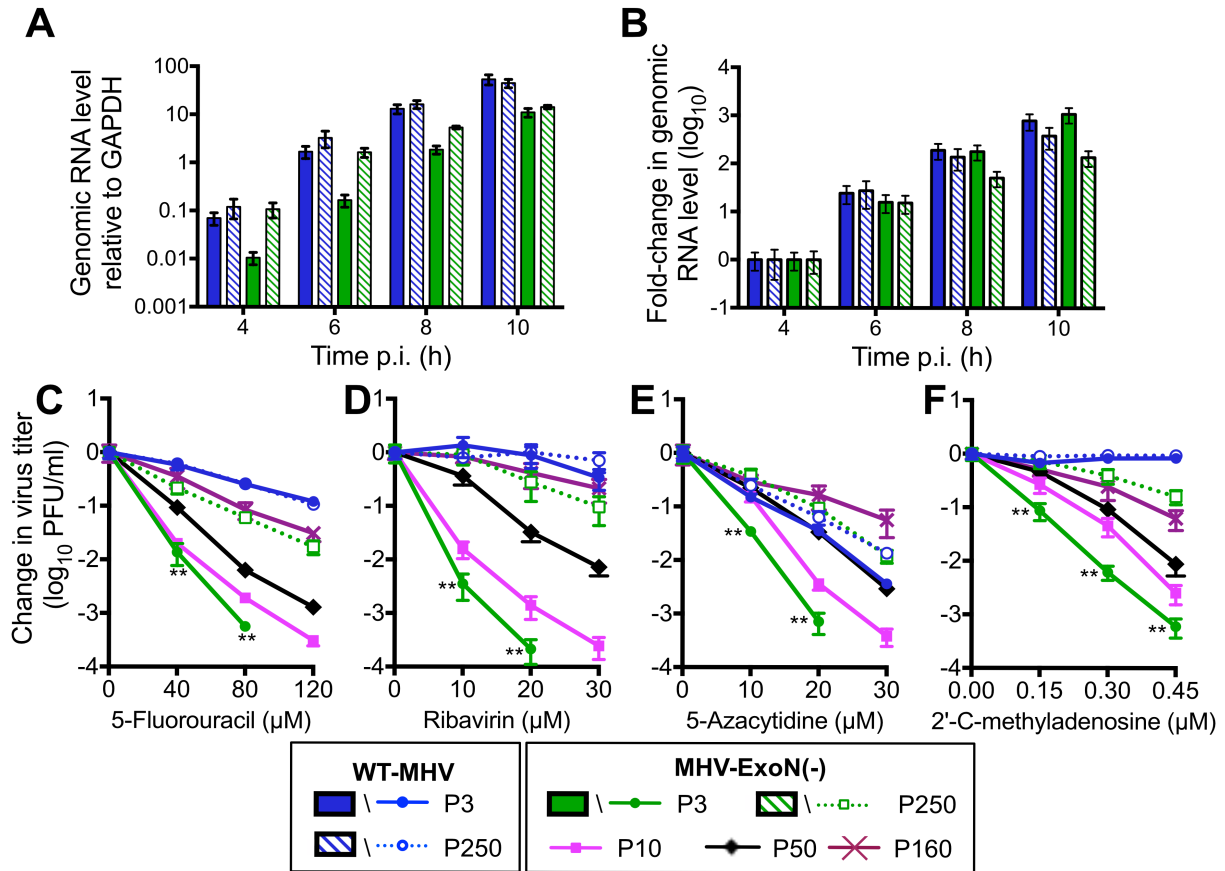 A
Genomic RNA level
relative to GAPDH
100
10
1
0.1
0.01
0.001
4
6
8
10
Time p.i. (h)
B
Fold-change in genomic
RNA level (log10)
4
3
2
1
0
-1
4
6
8
10
Time p.i. (h)
C
Change in virus titer
(log10 PFU/ml)
1
0
-1
-2
-3
-4
**
**
0
40
80
120
5-Fluorouracil (µM)
D
1
0
-1
-2
-3
-4
**
**
0
10
20
30
Ribavirin (µM)
E
1
0
-1
-2
-3
-4
**
**
0
10
20
30
5-Azacytidine (µM)
F
1
0
-1
-2
-3
-4
**
**
**
0.00
0.15
0.30
0.45
2'-C-methyladenosine (µM)
WT-MHV
\ P3
\ P250
MHV-ExoN(-)
\ P3
\ P250
P10
P50
P160